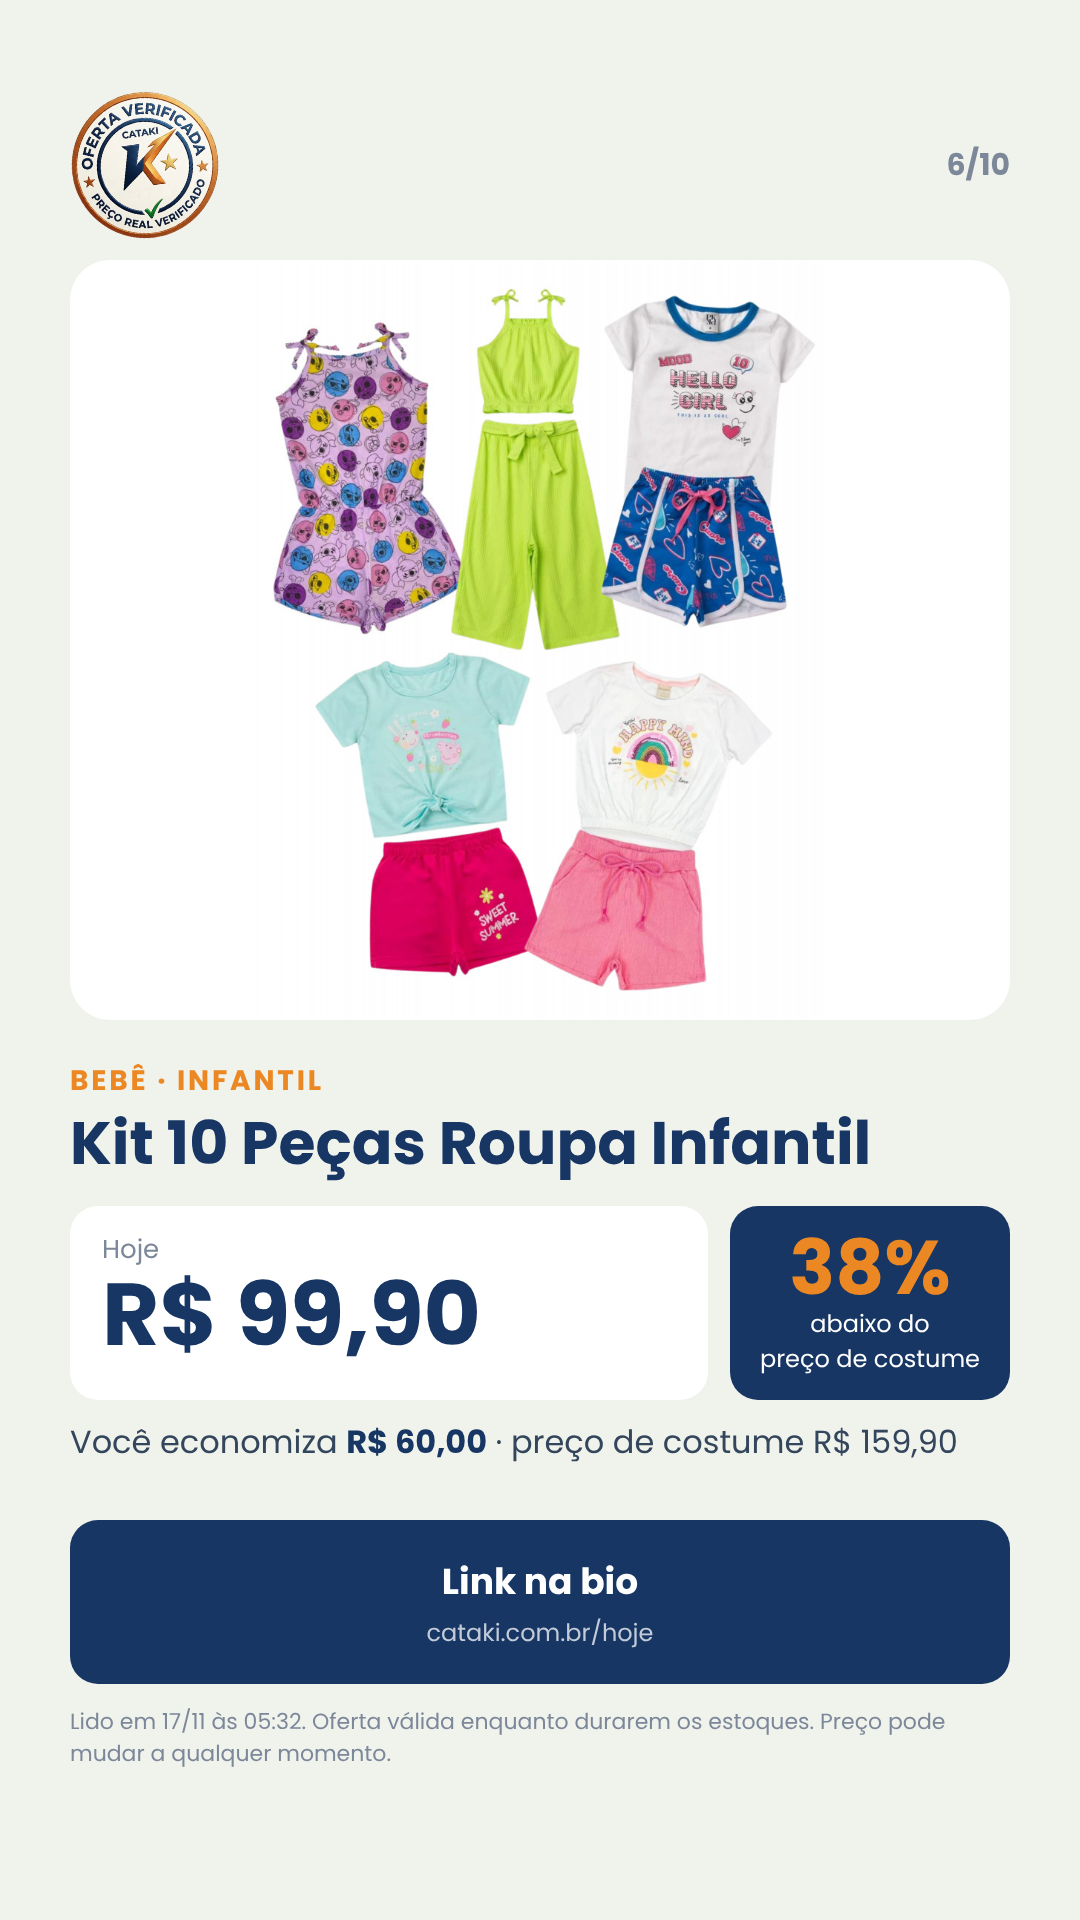 OFERTA VERIFICADA
CATAKI
K
PREÇO REAL VERIFICADO
6/10
MOOD
10
HELLO
GIRL
HAPPY MIND
SWEET
SUMMER
BEBÊ · INFANTIL
Kit 10 Peças Roupa Infantil
Hoje
R$ 99,90
38%
abaixo do
preço de costume
Você economiza R$ 60,00 · preço de costume R$ 159,90
Link na bio
cataki.com.br/hoje
Lido em 17/11 às 05:32. Oferta válida enquanto durarem os estoques. Preço pode
mudar a qualquer momento.